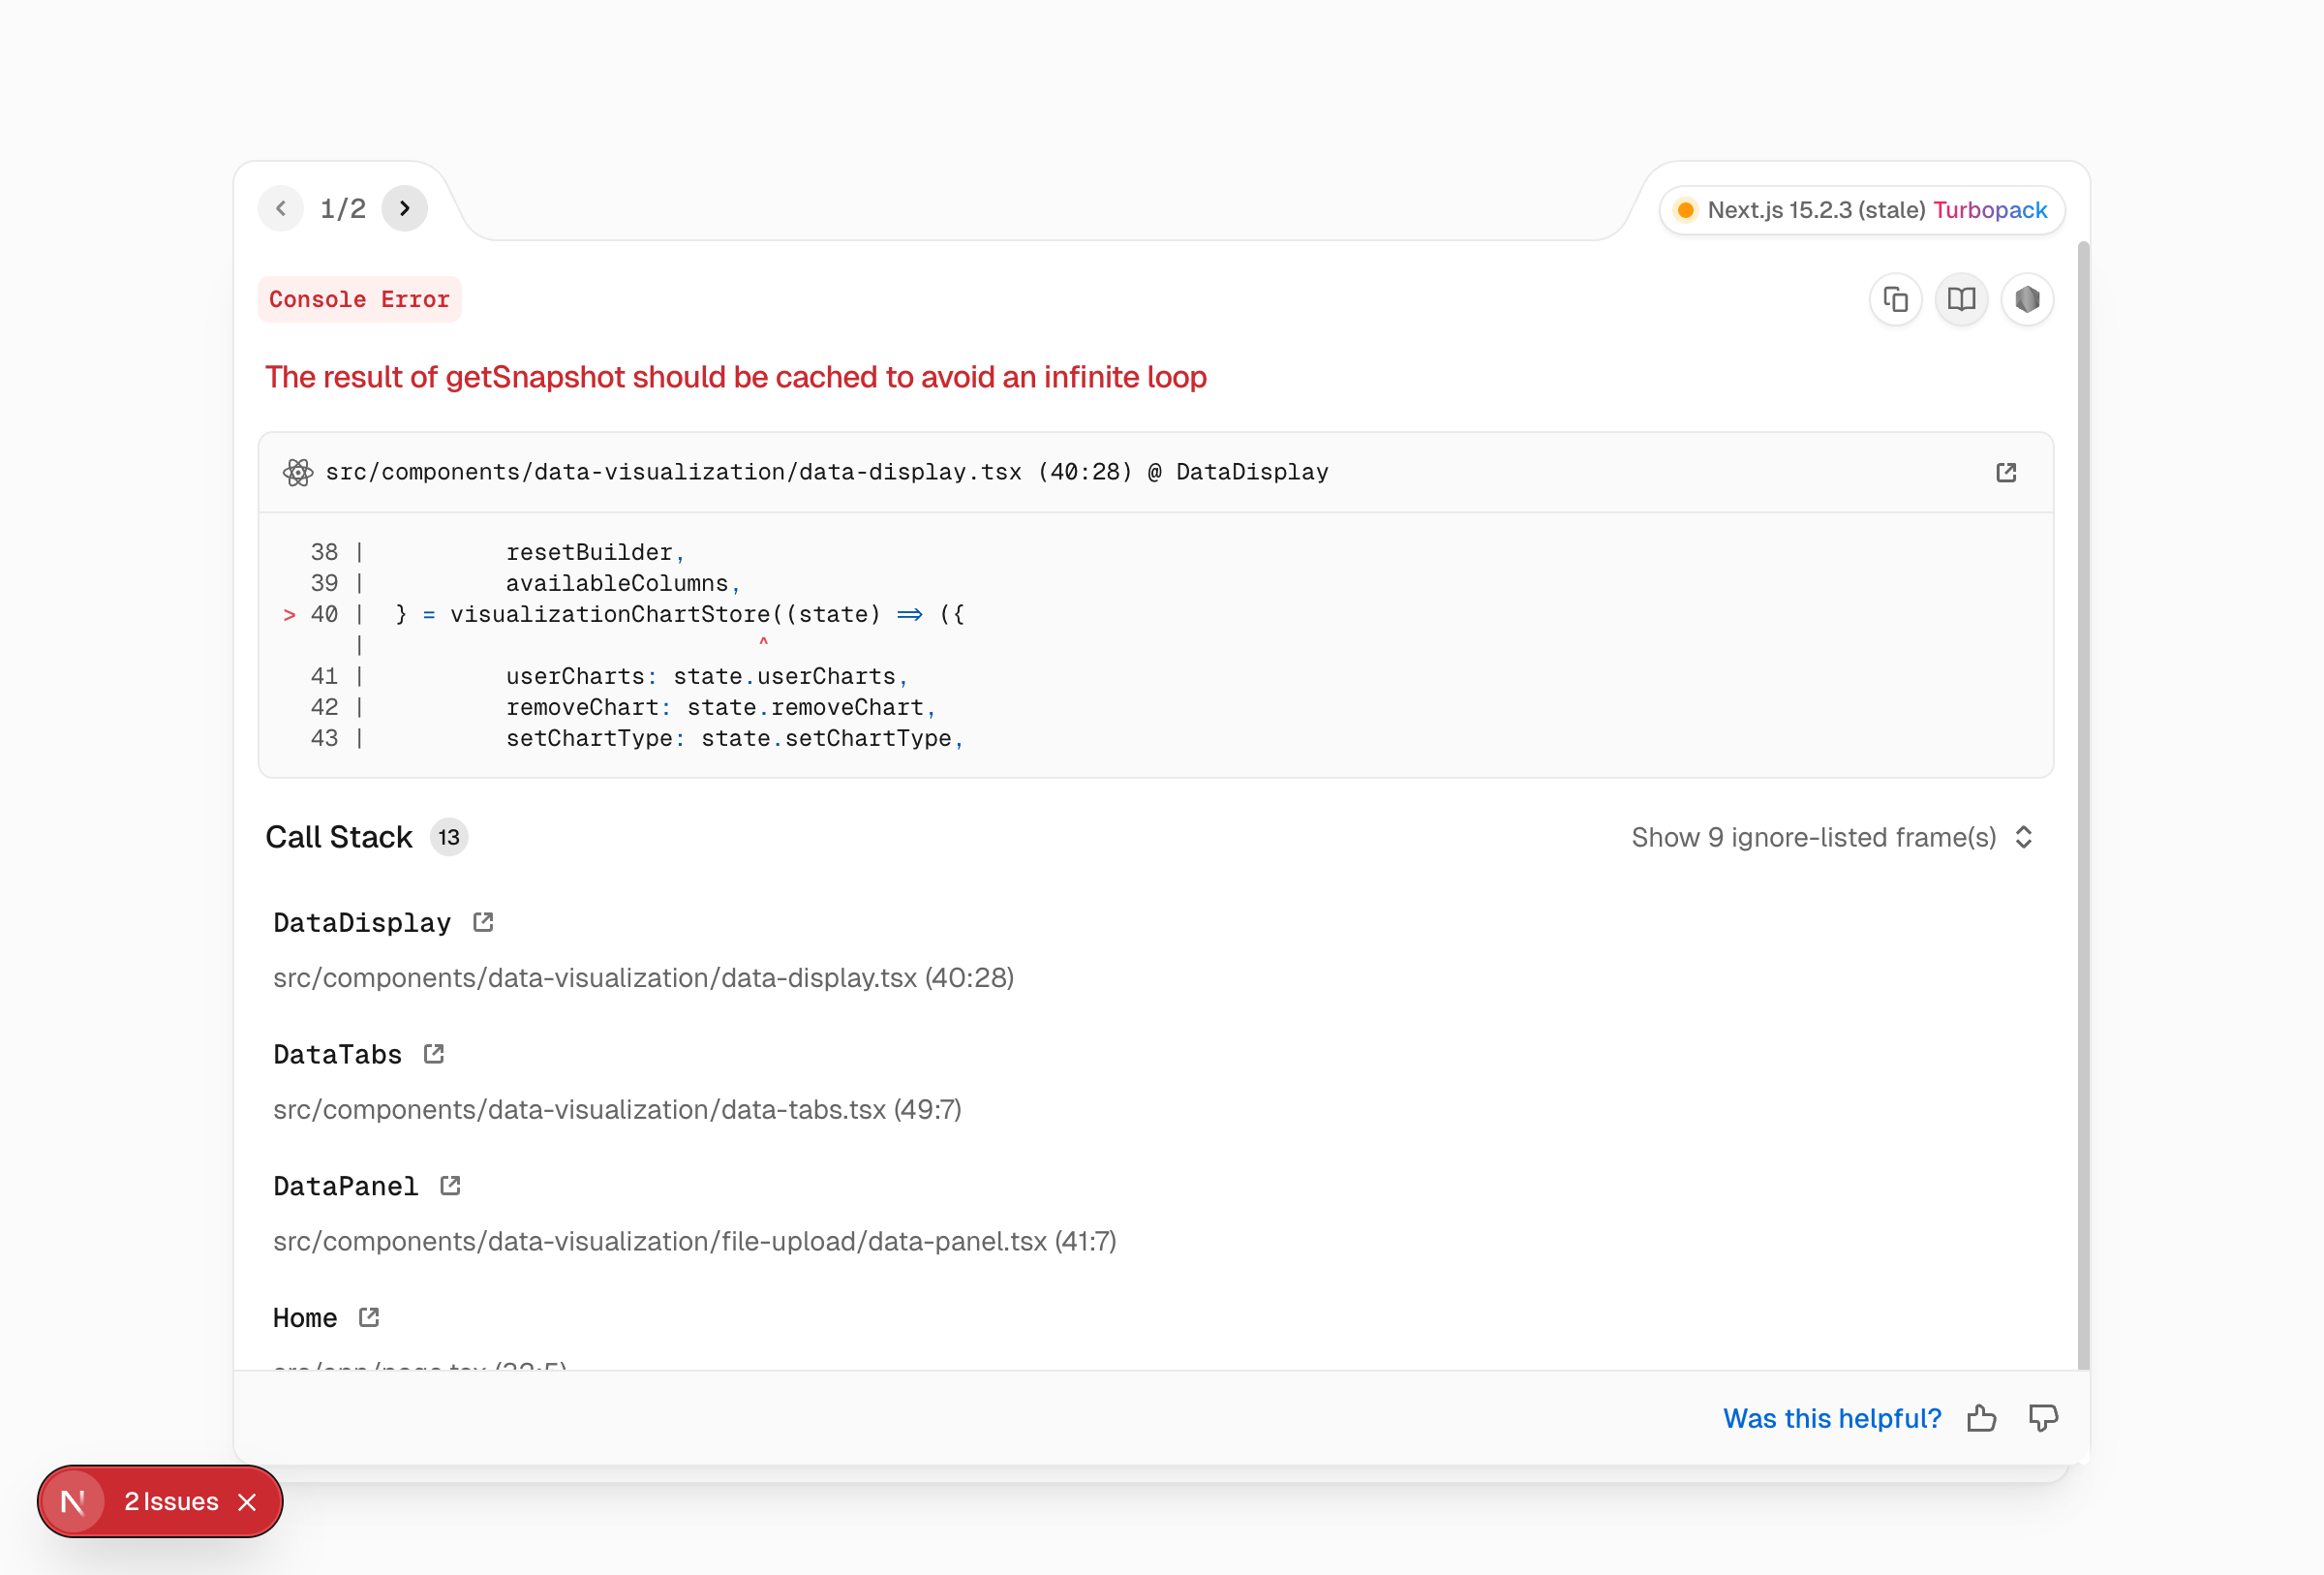 1/2
Next.js 15.2.3 (stale) Turbopack
Console Error
The result of getSnapshot should be cached to avoid an infinite loop
src/components/data-visualization/data-display.tsx (40:28) @ DataDisplay
38 |         resetBuilder,
39 |         availableColumns,
> 40 |   } = visualizationChartStore((state) => ({
|                            ^
41 |         userCharts: state.userCharts,
42 |         removeChart: state.removeChart,
43 |         setChartType: state.setChartType,
Call Stack 13
Show 9 ignore-listed frame(s)
DataDisplay
src/components/data-visualization/data-display.tsx (40:28)
DataTabs
src/components/data-visualization/data-tabs.tsx (49:7)
DataPanel
src/components/data-visualization/file-upload/data-panel.tsx (41:7)
Home
src/app/page.tsx
Was this helpful?
N 2 Issues